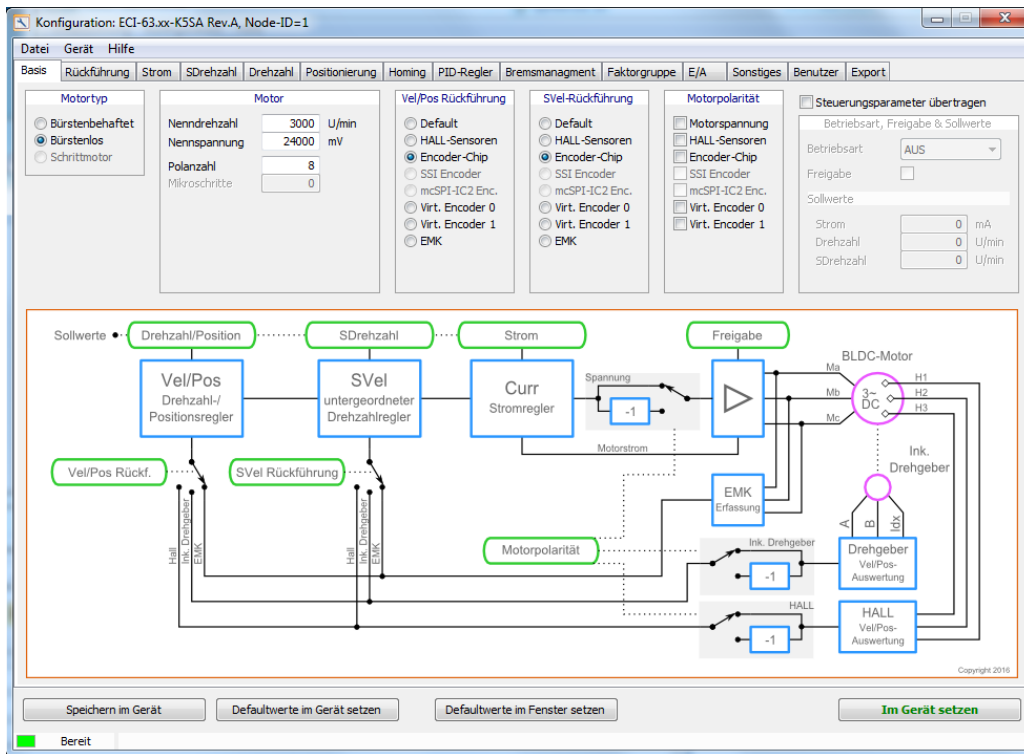 Konfiguration: ECI-63.xx-K5SA Rev.A, Node-ID=1
Datei Gerät Hilfe
Basis Rückführung Strom SDrehzahl Drehzahl Positionierung Homing PID-Regler Bremsmanagment Faktorgruppe E/A Sonstiges Benutzer Export
Motortyp
Bürstenbehaftet
Bürstenlos
Schrittmotor
Motor
Nenndrehzahl 3000 U/min
Nennspannung 24000 mV
Polanzahl 8
Mikroschritte 0
Vel/Pos Rückführung
Default
HALL-Sensoren
Encoder-Chip
SSI Encoder
mcSPI-IC2 Enc.
Virt. Encoder 0
Virt. Encoder 1
EMK
SVel-Rückführung
Default
HALL-Sensoren
Encoder-Chip
SSI Encoder
mcSPI-IC2 Enc.
Virt. Encoder 0
Virt. Encoder 1
EMK
Motorpolarität
Motorspannung
HALL-Sensoren
Encoder-Chip
SSI Encoder
mcSPI-IC2 Enc.
Virt. Encoder 0
Virt. Encoder 1
Steuerungsparameter übertragen
Betriebsart, Freigabe & Sollwerte
Betriebsart AUS
Freigabe
Sollwerte
Strom 0 mA
Drehzahl 0 U/min
SDrehzahl 0 U/min
Sollwerte
Drehzahl/Position
SDrehzahl
Strom
Freigabe
Vel/Pos
Drehzahl-/
Positionsregler
SVel
untergeordneter
Drehzahlregler
Curr
Stromregler
Spannung
-1
Motorstrom
Ma
Mb
Mc
BLDC-Motor
3~
DC
H1
H2
H3
Vel/Pos Rückf.
SVel Rückführung
Hall
Ink. Drehgeber
EMK
Hall
Ink. Drehgeber
EMK
EMK
Erfassung
Ink.
Drehgeber
A
B
Idx
Motorpolarität
Ink. Drehgeber
-1
Drehgeber
Vel/Pos-
Auswertung
HALL
-1
HALL
Vel/Pos-
Auswertung
Copyright 2016
Speichern im Gerät
Defaultwerte im Gerät setzen
Defaultwerte im Fenster setzen
Im Gerät setzen
Bereit